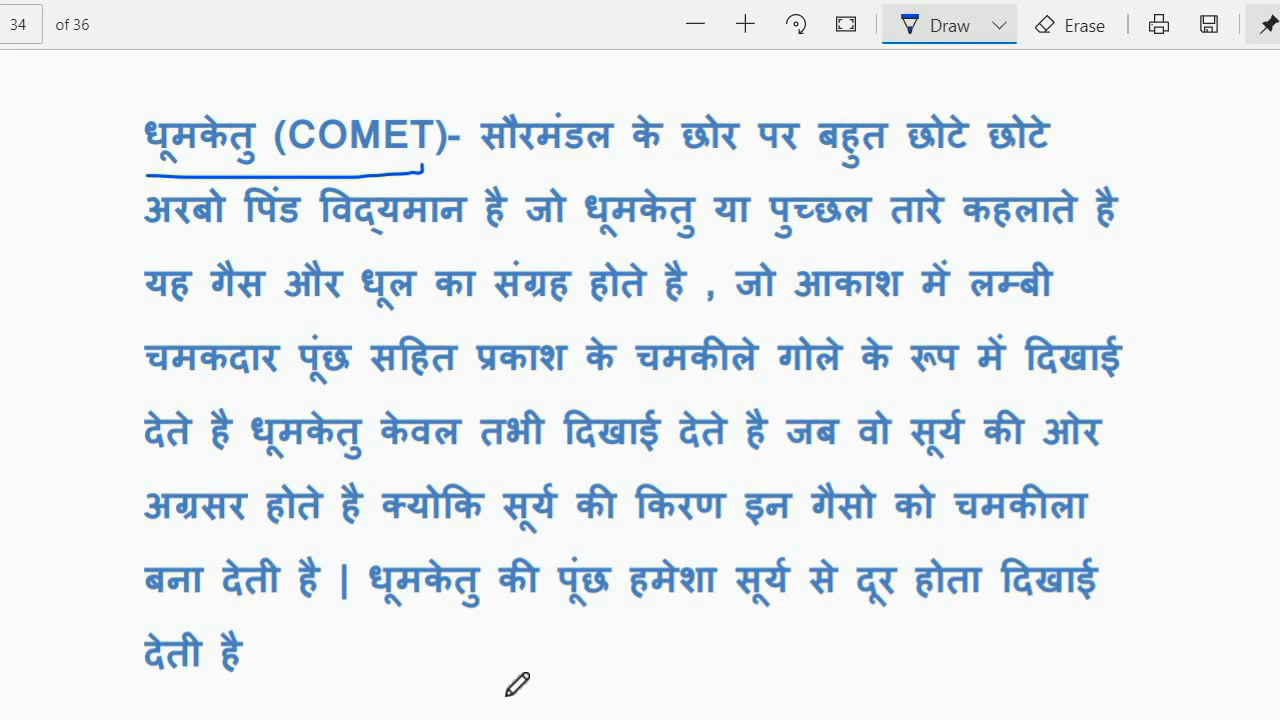 34 of 36 Draw Erase
धूमकेतु (COMET)- सौरमंडल के छोर पर बहुत छोटे छोटे
अरबो पिंड विद्यमान है जो धूमकेतु या पुच्छल तारे कहलाते है
यह गैस और धूल का संग्रह होते है , जो आकाश में लम्बी
चमकदार पूंछ सहित प्रकाश के चमकीले गोले के रूप में दिखाई
देते है धूमकेतु केवल तभी दिखाई देते है जब वो सूर्य की ओर
अग्रसर होते है क्योकि सूर्य की किरण इन गैसो को चमकीला
बना देती है | धूमकेतु की पूंछ हमेशा सूर्य से दूर होता दिखाई
देती है